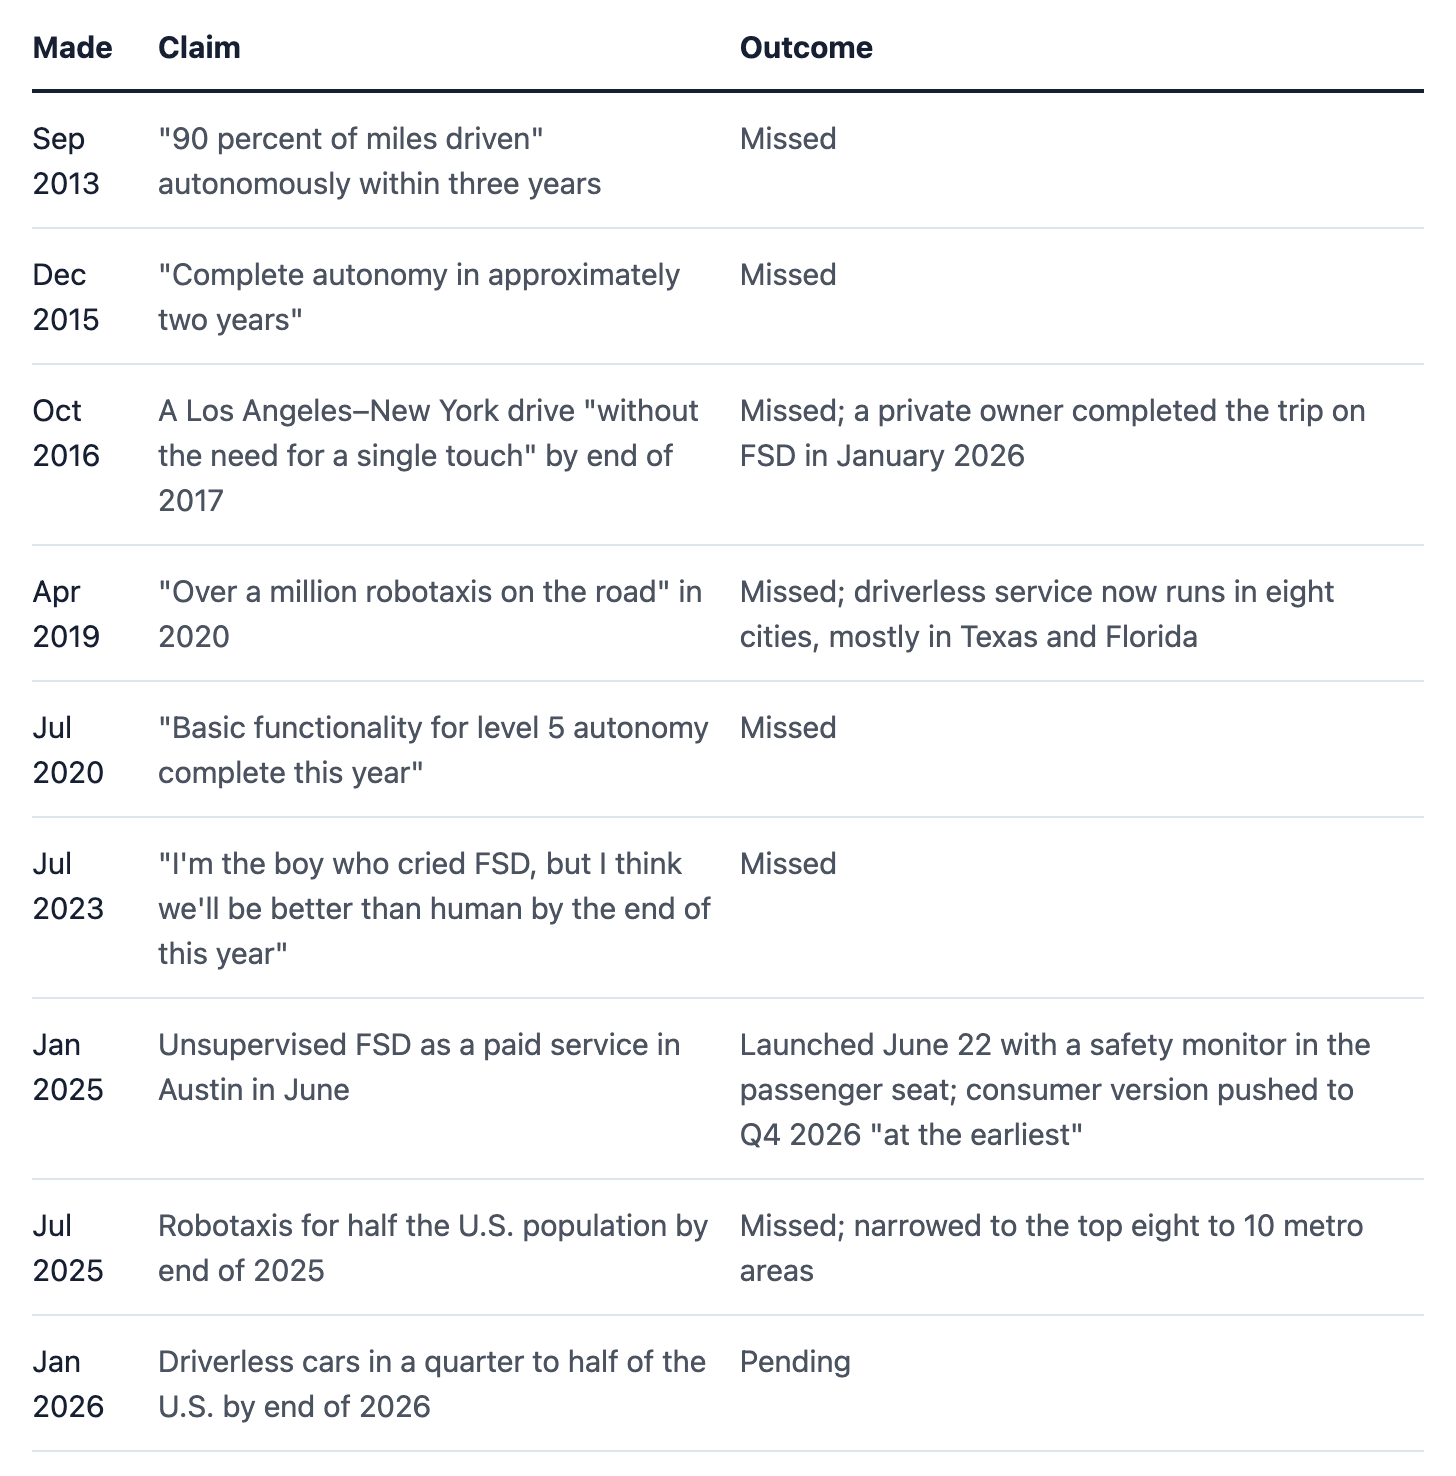 Made Claim Outcome
Sep "90 percent of miles driven" Missed
2013 autonomously within three years
Dec "Complete autonomy in approximately Missed
2015 two years"
Oct A Los Angeles–New York drive "without Missed; a private owner completed the trip on
2016 the need for a single touch" by end of FSD in January 2026
2017
Apr "Over a million robotaxis on the road" in Missed; driverless service now runs in eight
2019 2020 cities, mostly in Texas and Florida
Jul "Basic functionality for level 5 autonomy Missed
2020 complete this year"
Jul "I'm the boy who cried FSD, but I think Missed
2023 we'll be better than human by the end of
this year"
Jan Unsupervised FSD as a paid service in Launched June 22 with a safety monitor in the
2025 Austin in June passenger seat; consumer version pushed to
Q4 2026 "at the earliest"
Jul Robotaxis for half the U.S. population by Missed; narrowed to the top eight to 10 metro
2025 end of 2025 areas
Jan Driverless cars in a quarter to half of the Pending
2026 U.S. by end of 2026